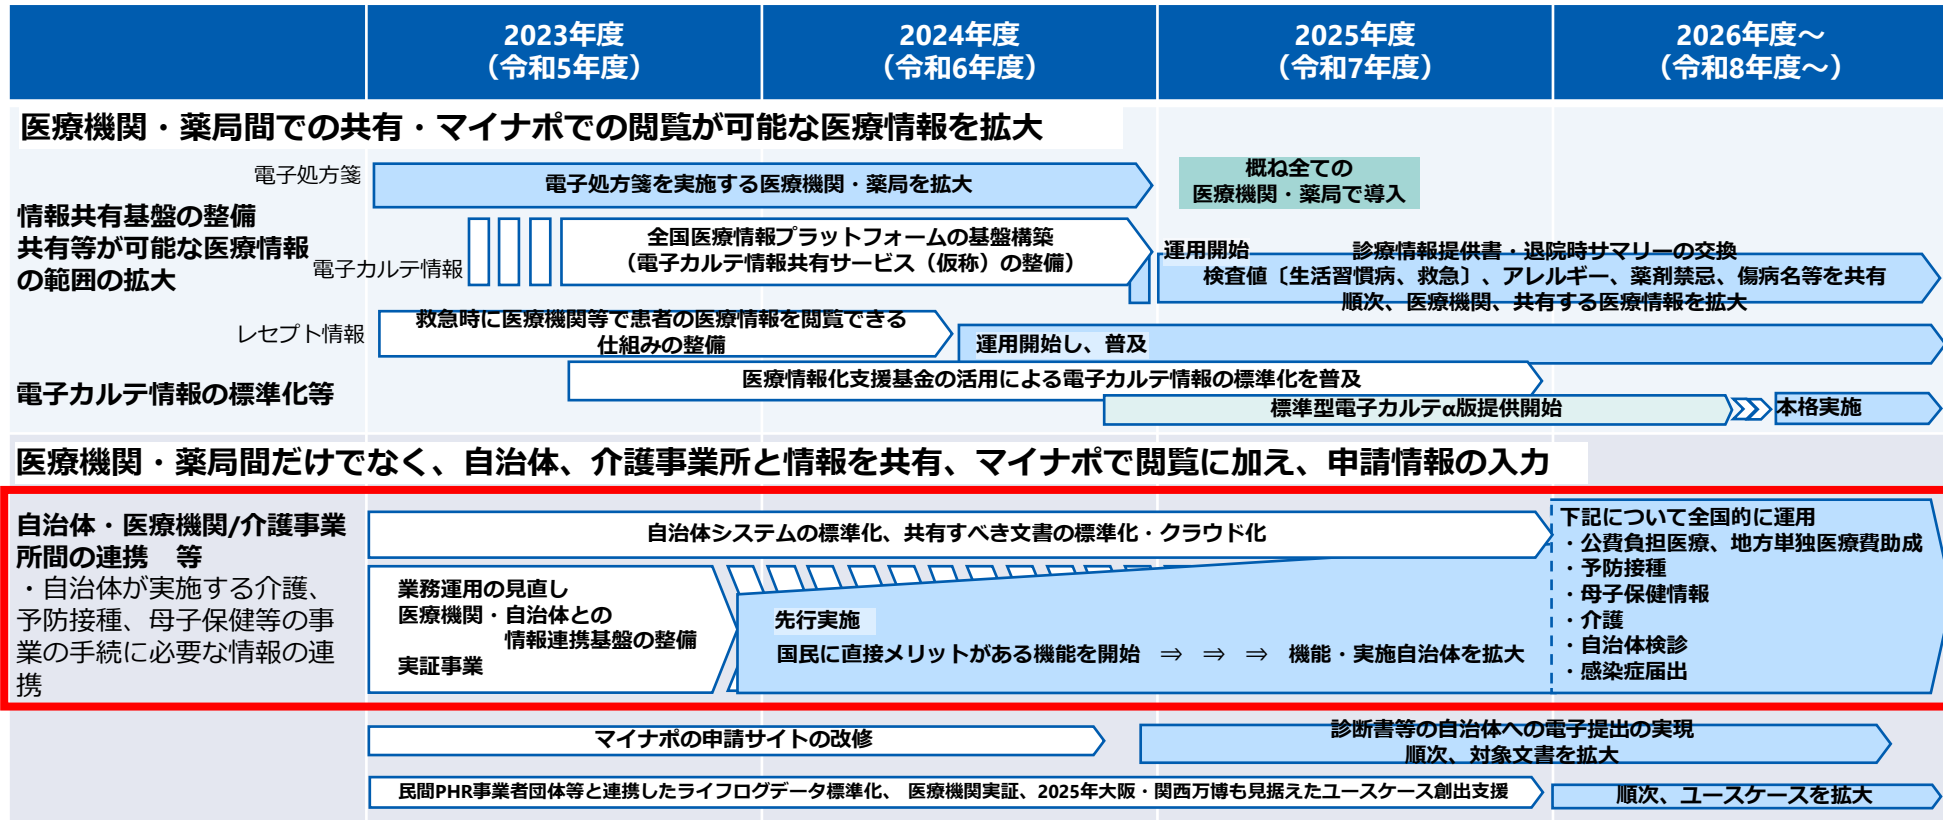 2023年度
（令和5年度）
2024年度
（令和6年度）
2025年度
（令和7年度）
2026年度～
（令和8年度～）
医療機関・薬局間での共有・マイナポでの閲覧が可能な医療情報を拡大
電子処方箋
電子処方箋を実施する医療機関・薬局を拡大
概ね全ての
医療機関・薬局で導入
情報共有基盤の整備
共有等が可能な医療情報
の範囲の拡大
電子カルテ情報
全国医療情報プラットフォームの基盤構築
（電子カルテ情報共有サービス（仮称）の整備）
運用開始
診療情報提供書・退院時サマリーの交換
検査値〔生活習慣病、救急〕、アレルギー、薬剤禁忌、傷病名等を共有
順次、医療機関、共有する医療情報を拡大
レセプト情報
救急時に医療機関等で患者の医療情報を閲覧できる
仕組みの整備
運用開始し、普及
電子カルテ情報の標準化等
医療情報化支援基金の活用による電子カルテ情報の標準化を普及
標準型電子カルテα版提供開始
本格実施
医療機関・薬局間だけでなく、自治体、介護事業所と情報を共有、マイナポで閲覧に加え、申請情報の入力
自治体・医療機関/介護事業
所間の連携　等
・自治体が実施する介護、
予防接種、母子保健等の事
業の手続に必要な情報の連
携
自治体システムの標準化、共有すべき文書の標準化・クラウド化
業務運用の見直し
医療機関・自治体との
情報連携基盤の整備
実証事業
先行実施
国民に直接メリットがある機能を開始　⇒　⇒　⇒　機能・実施自治体を拡大
下記について全国的に運用
・公費負担医療、地方単独医療費助成
・予防接種
・母子保健情報
・介護
・自治体検診
・感染症届出
マイナポの申請サイトの改修
診断書等の自治体への電子提出の実現
順次、対象文書を拡大
民間PHR事業者団体等と連携したライフログデータ標準化、 医療機関実証、2025年大阪・関西万博も見据えたユースケース創出支援
順次、ユースケースを拡大